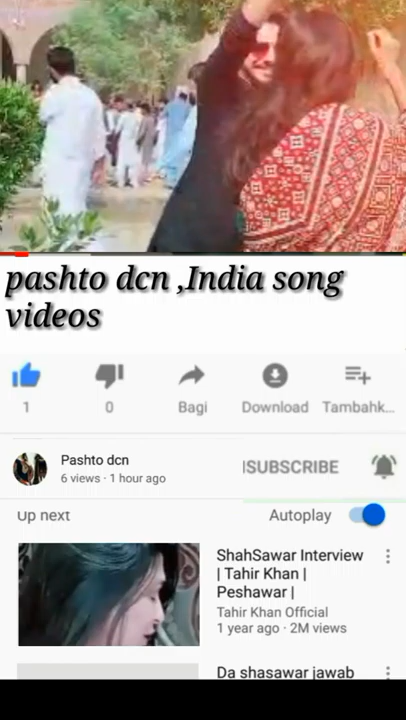 pashto dcn ,India song
videos
1
0
Bagi
Download
Tambahk...
Pashto dcn
6 views · 1 hour ago
SUBSCRIBE
Up next
Autoplay
ShahSawar Interview
| Tahir Khan |
Peshawar |
Tahir Khan Official
1 year ago · 2M views
Da shasawar jawab